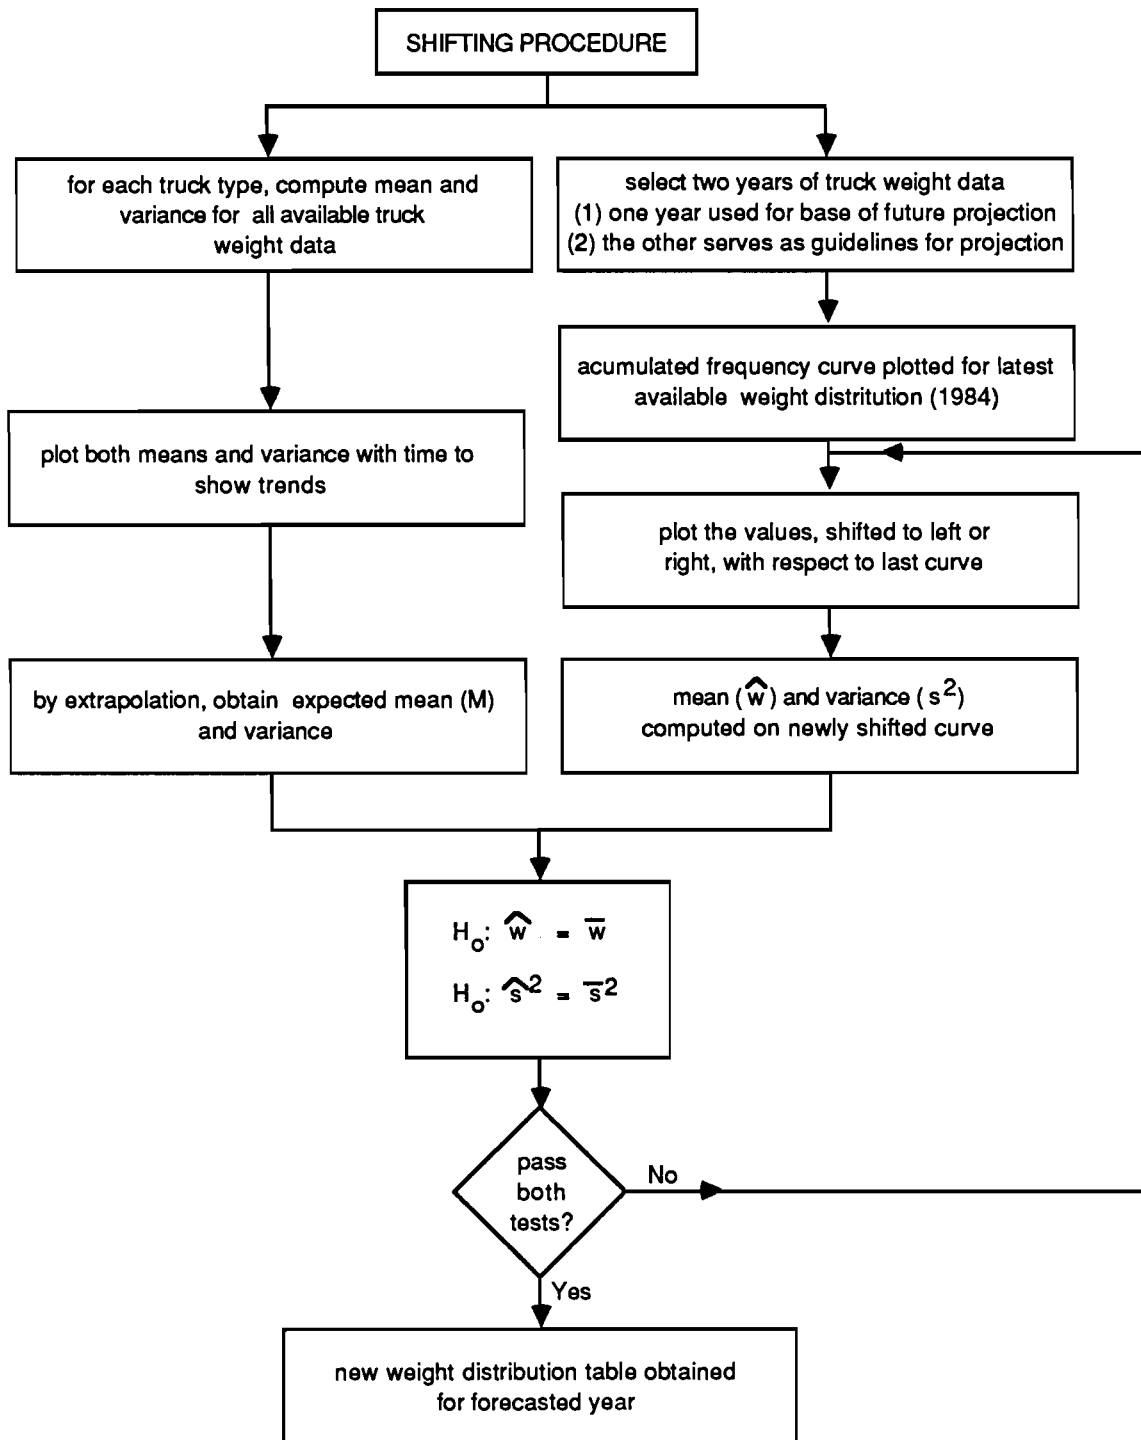 SHIFTING PROCEDURE
for each truck type, compute mean and
variance for all available truck
weight data
select two years of truck weight data
(1) one year used for base of future projection
(2) the other serves as guidelines for projection
acumulated frequency curve plotted for latest
available weight distritution (1984)
plot both means and variance with time to
show trends
plot the values, shifted to left or
right, with respect to last curve
by extrapolation, obtain expected mean (M)
and variance
mean (ŵ) and variance (s²)
computed on newly shifted curve
Hₒ: ŵ = w̅
Hₒ: ŝ² = s̅²
pass
both
tests?
No
Yes
new weight distribution table obtained
for forecasted year